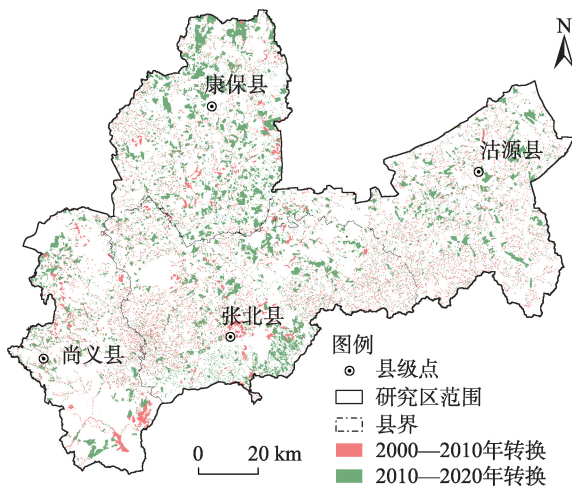 N
康保县
沽源县
张北县
尚义县
图例
县级点
研究区范围
县界
2000—2010年转换
2010—2020年转换
0 20 km